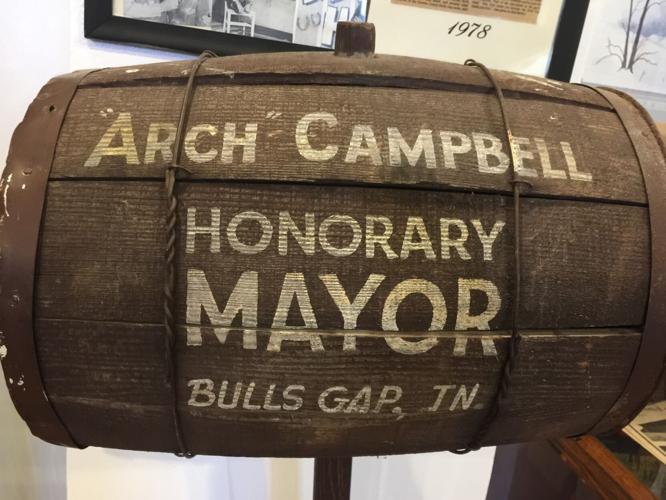 1978
"ARCH" CAMPBELL
HONORARY
MAYOR
BULLS GAP, TN.